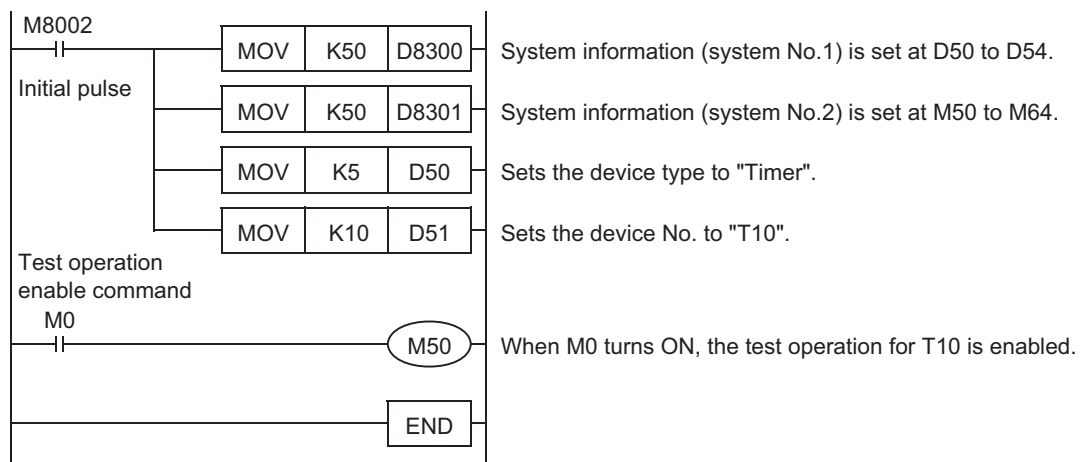 M8002
MOV K50 D8300 System information (system No.1) is set at D50 to D54.
Initial pulse
MOV K50 D8301 System information (system No.2) is set at M50 to M64.
MOV K5 D50 Sets the device type to "Timer".
MOV K10 D51 Sets the device No. to "T10".
Test operation
enable command
M0
M50 When M0 turns ON, the test operation for T10 is enabled.
END